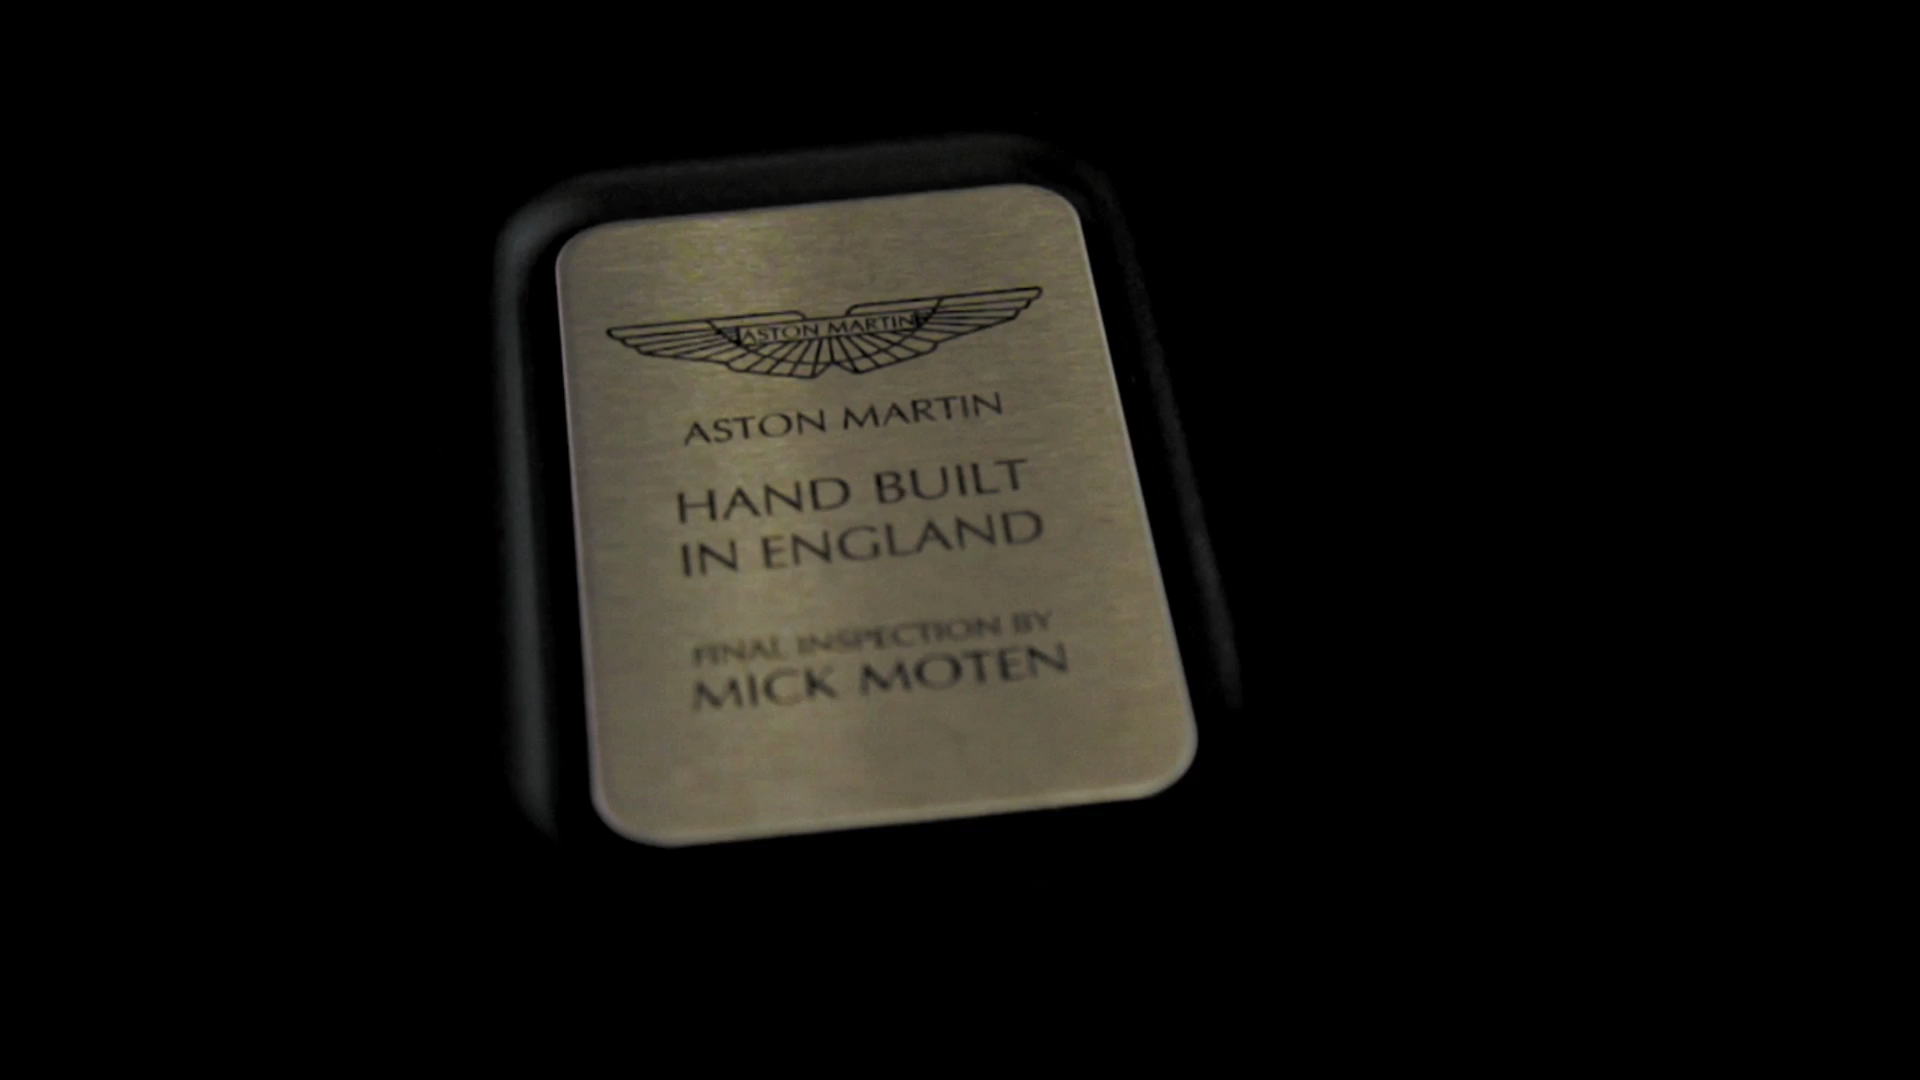 ASTON MARTIN
ASTON MARTIN
HAND BUILT
IN ENGLAND
FINAL INSPECTION BY
MICK MOTEN